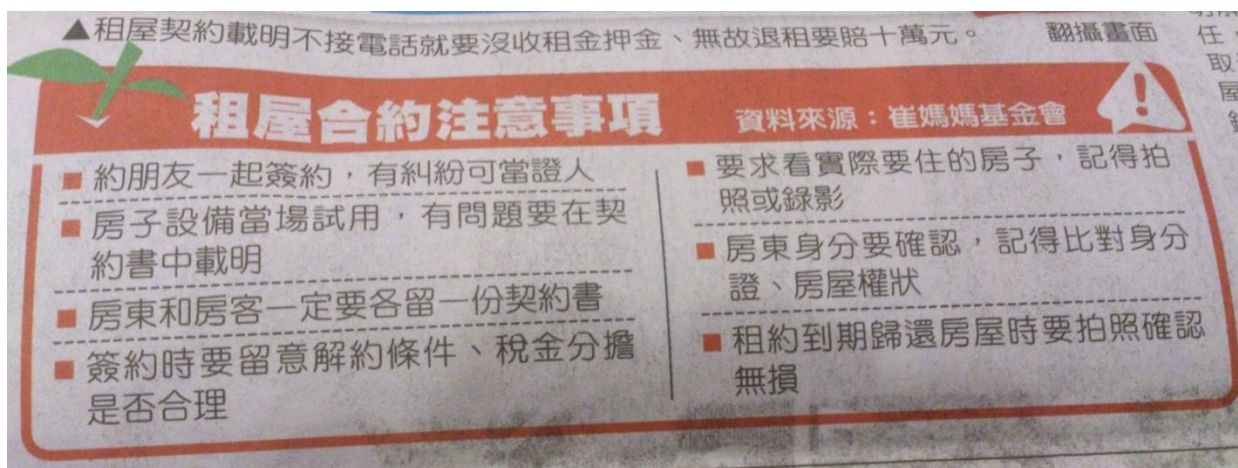 ▲租屋契約載明不接電話就要沒收租金押金、無故退租要賠十萬元。 翻攝畫面
租屋合約注意事項 資料來源：崔媽媽基金會
■ 約朋友一起簽約，有糾紛可當證人
■ 房子設備當場試用，有問題要在契
約書中載明
■ 房東和房客一定要各留一份契約書
■ 簽約時要留意解約條件、稅金分擔
是否合理
■ 要求看實際要住的房子，記得拍
照或錄影
■ 房東身分要確認，記得比對身分
證、房屋權狀
■ 租約到期歸還房屋時要拍照確認
無損
任，
取
屋